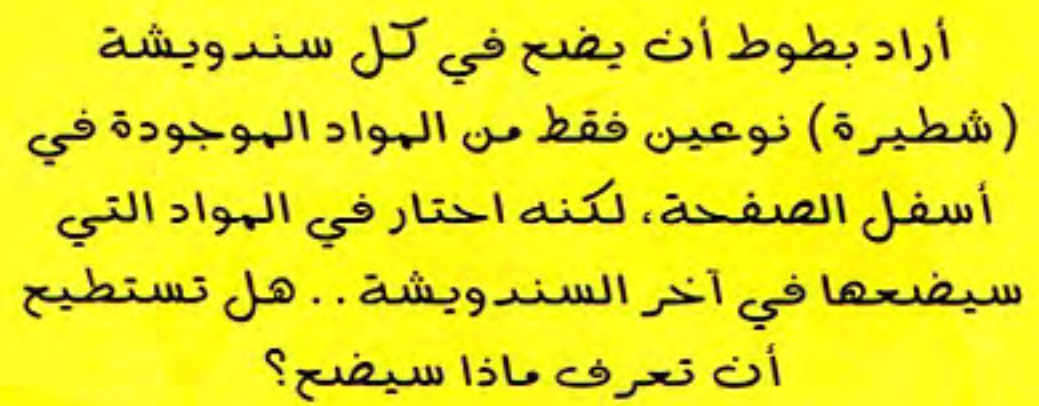 أراد بطوط أن يضع في كل سندويشة
(شطيرة) نوعين فقط من المواد الموجودة في
أسفل الصفحة، لكنه احتار في المواد التي
سيضعها في آخر السندويشة.. هل تستطيع
أن تعرف ماذا سيضع؟